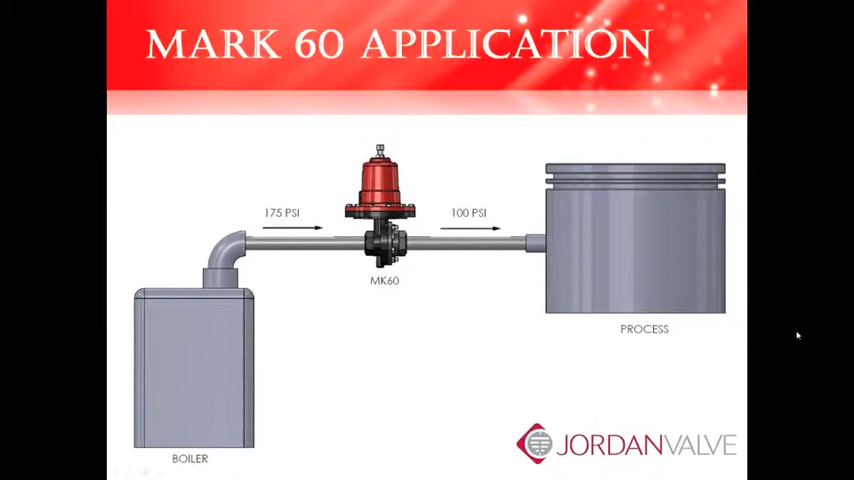 MARK 60 APPLICATION
175 PSI
100 PSI
MK60
PROCESS
BOILER
JORDANVALVE